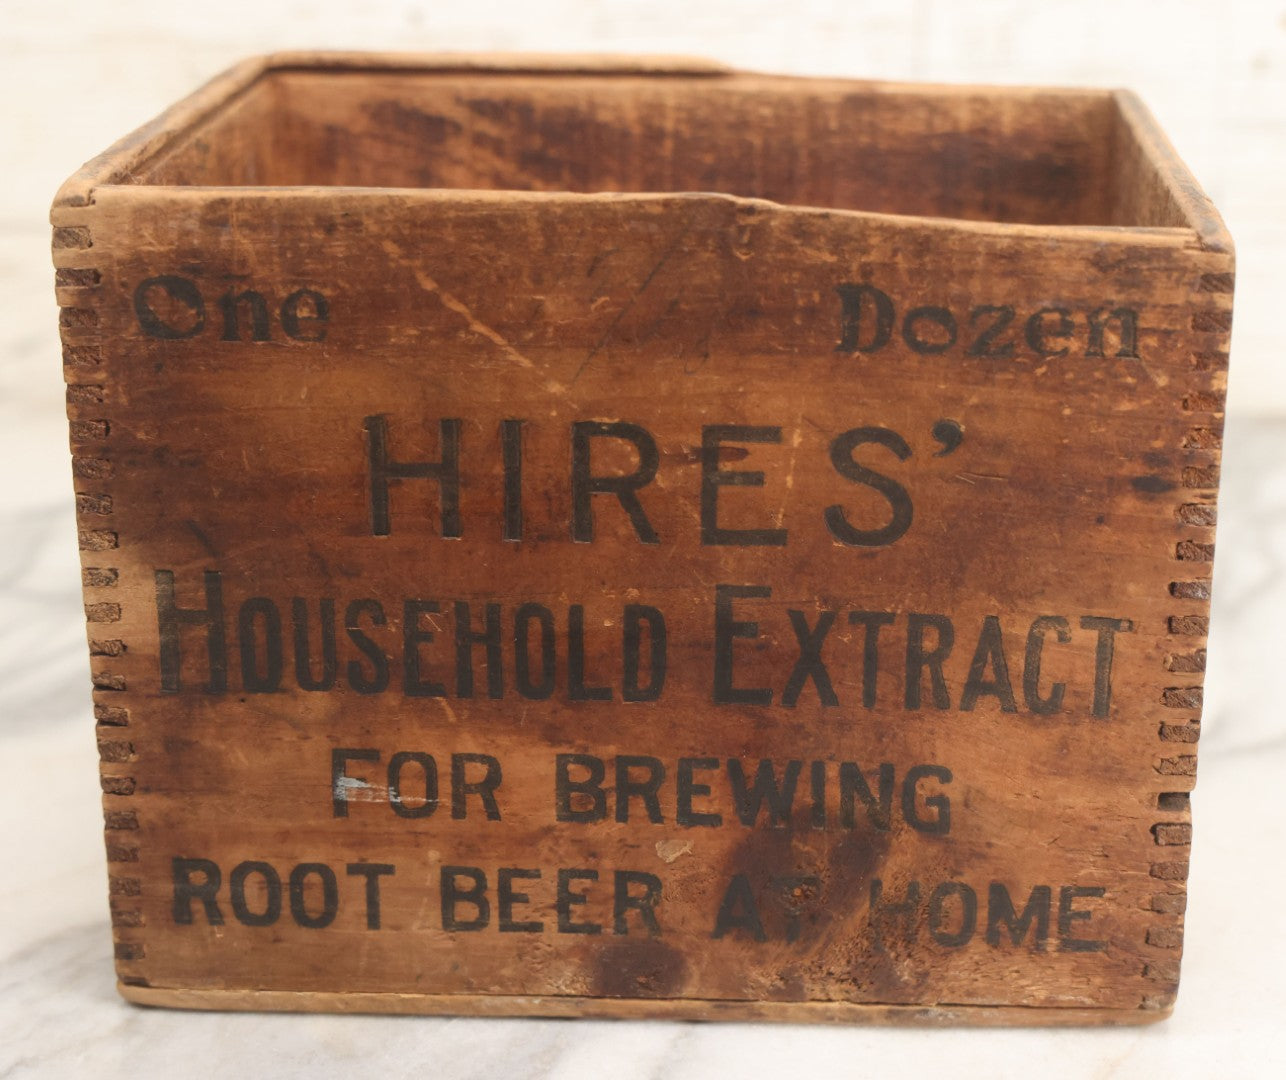 One Dozen
HIRES'
HOUSEHOLD EXTRACT
FOR BREWING
ROOT BEER AT HOME